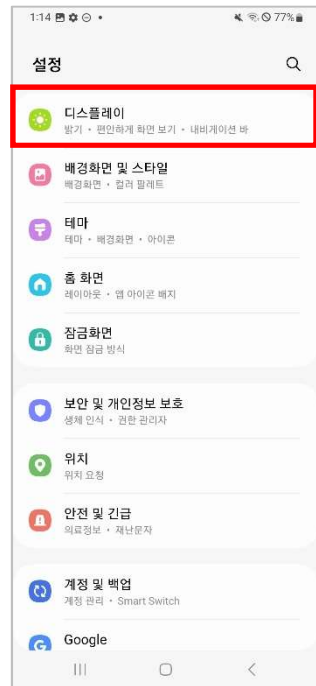 1:14 77%
설정
디스플레이
밝기 • 편안하게 화면 보기 • 내비게이션 바
배경화면 및 스타일
배경화면 • 컬러 팔레트
테마
테마 • 배경화면 • 아이콘
홈 화면
레이아웃 • 앱 아이콘 배지
잠금화면
화면 잠금 방식
보안 및 개인정보 보호
생체 인식 • 권한 관리자
위치
위치 요청
안전 및 긴급
의료정보 • 재난문자
계정 및 백업
계정 관리 • Smart Switch
Google